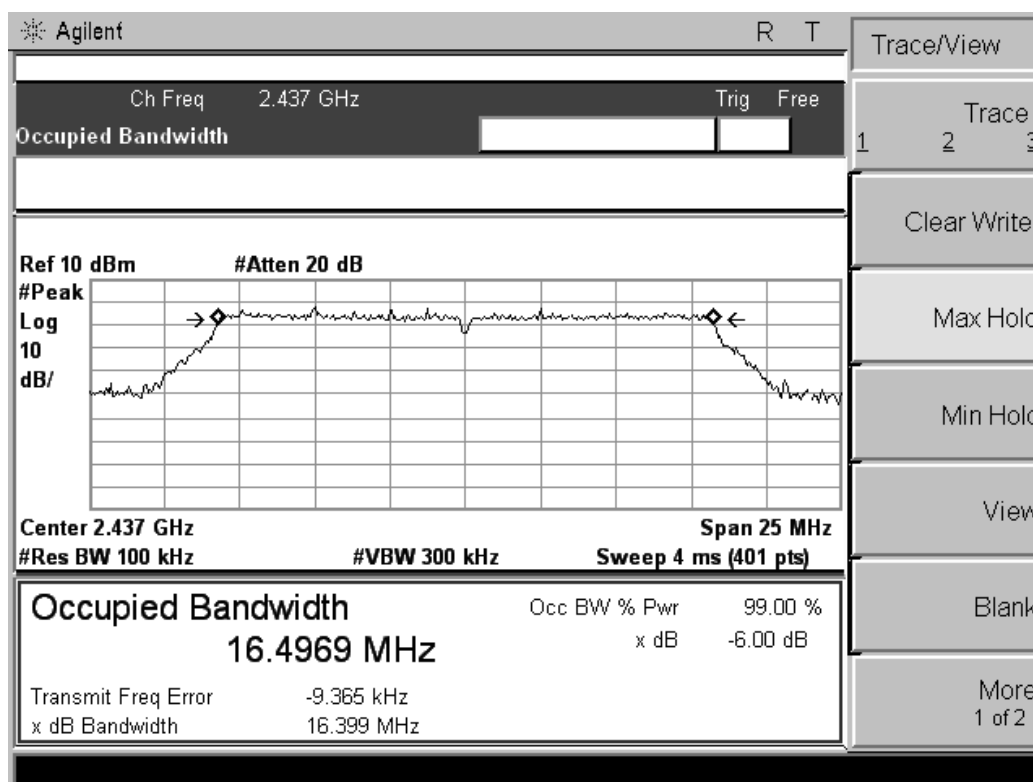 Agilent R T
Trace/View
Ch Freq 2.437 GHz Trig Free
Occupied Bandwidth
Trace
1 2 3
Clear Write
Ref 10 dBm #Atten 20 dB
#Peak
Log
10
dB/
Max Hold
Min Hold
View
Center 2.437 GHz Span 25 MHz
#Res BW 100 kHz #VBW 300 kHz Sweep 4 ms (401 pts)
Occupied Bandwidth
16.4969 MHz
Occ BW % Pwr 99.00 %
x dB -6.00 dB
Transmit Freq Error -9.365 kHz
x dB Bandwidth 16.399 MHz
Blank
More
1 of 2